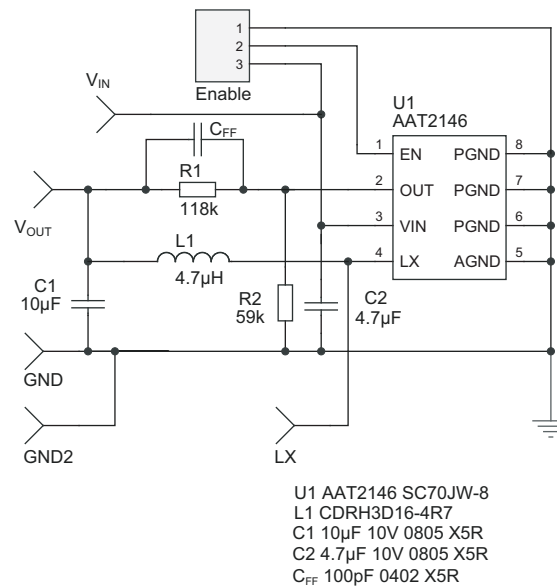 1
2
3
Enable
V_IN
U1
AAT2146
C_FF
R1
118k
1 EN PGND 8
2 OUT PGND 7
3 VIN PGND 6
4 LX AGND 5
V_OUT
L1
4.7µH
C1
10µF
R2
59k
C2
4.7µF
GND
GND2
LX
U1 AAT2146 SC70JW-8
L1 CDRH3D16-4R7
C1 10µF 10V 0805 X5R
C2 4.7µF 10V 0805 X5R
C_FF 100pF 0402 X5R